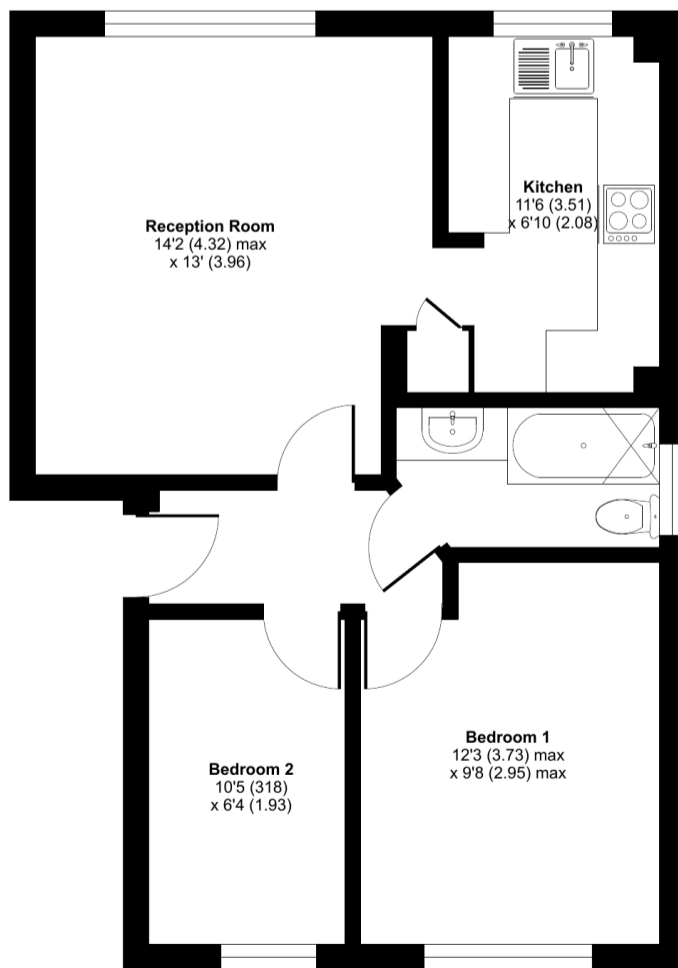 Reception Room
14'2 (4.32) max
x 13' (3.96)
Kitchen
11'6 (3.51)
x 6'10 (2.08)
Bedroom 1
12'3 (3.73) max
x 9'8 (2.95) max
Bedroom 2
10'5 (318)
x 6'4 (1.93)